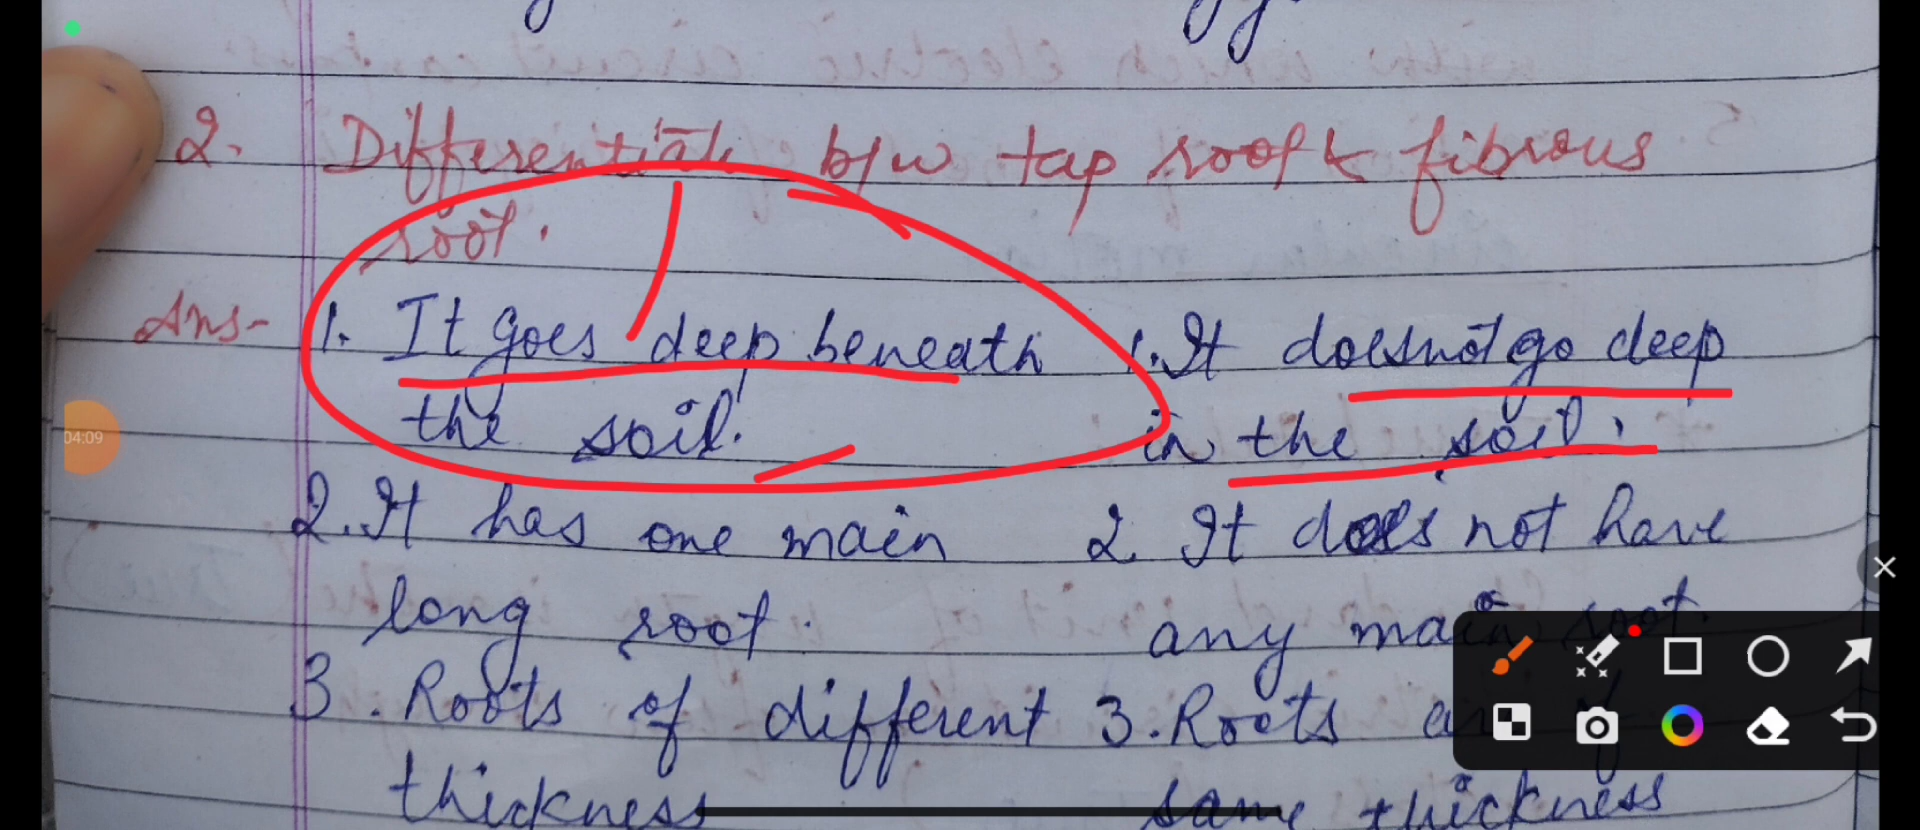 2. Differentiate b/w tap root & fibrous
root.
Ans- 1. It goes deep beneath 1. It doesnot go deep
the soil. in the soil.
2. It has one main 2. It does not have
long root. any main root.
3. Roots of different 3. Roots
thickness same thickness
04:09